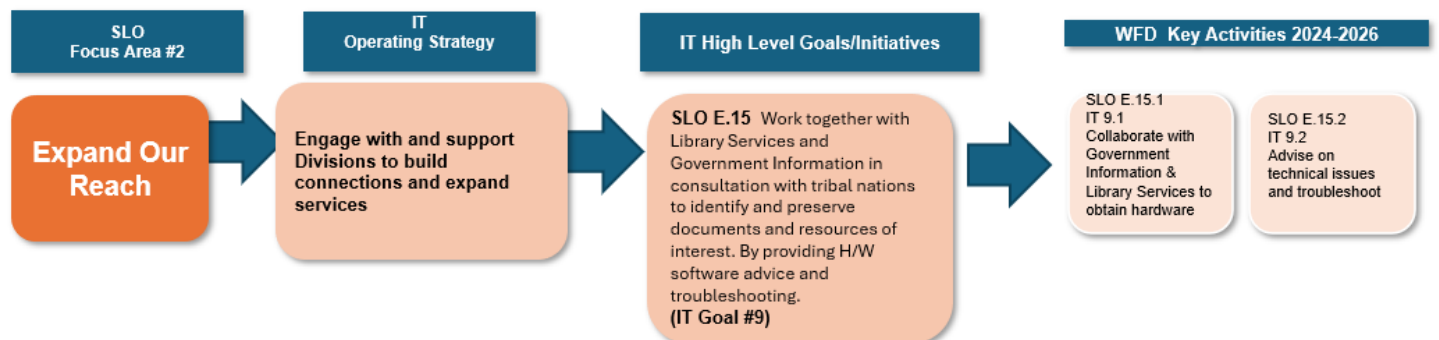 SLO
Focus Area #2
IT
Operating Strategy
IT High Level Goals/Initiatives
WFD Key Activities 2024-2026
Expand Our
Reach
Engage with and support
Divisions to build
connections and expand
services
SLO E.15 Work together with
Library Services and
Government Information in
consultation with tribal nations
to identify and preserve
documents and resources of
interest. By providing H/W
software advice and
troubleshooting.
(IT Goal #9)
SLO E.15.1
IT 9.1
Collaborate with
Government
Information &
Library Services to
obtain hardware
SLO E.15.2
IT 9.2
Advise on
technical issues
and troubleshoot